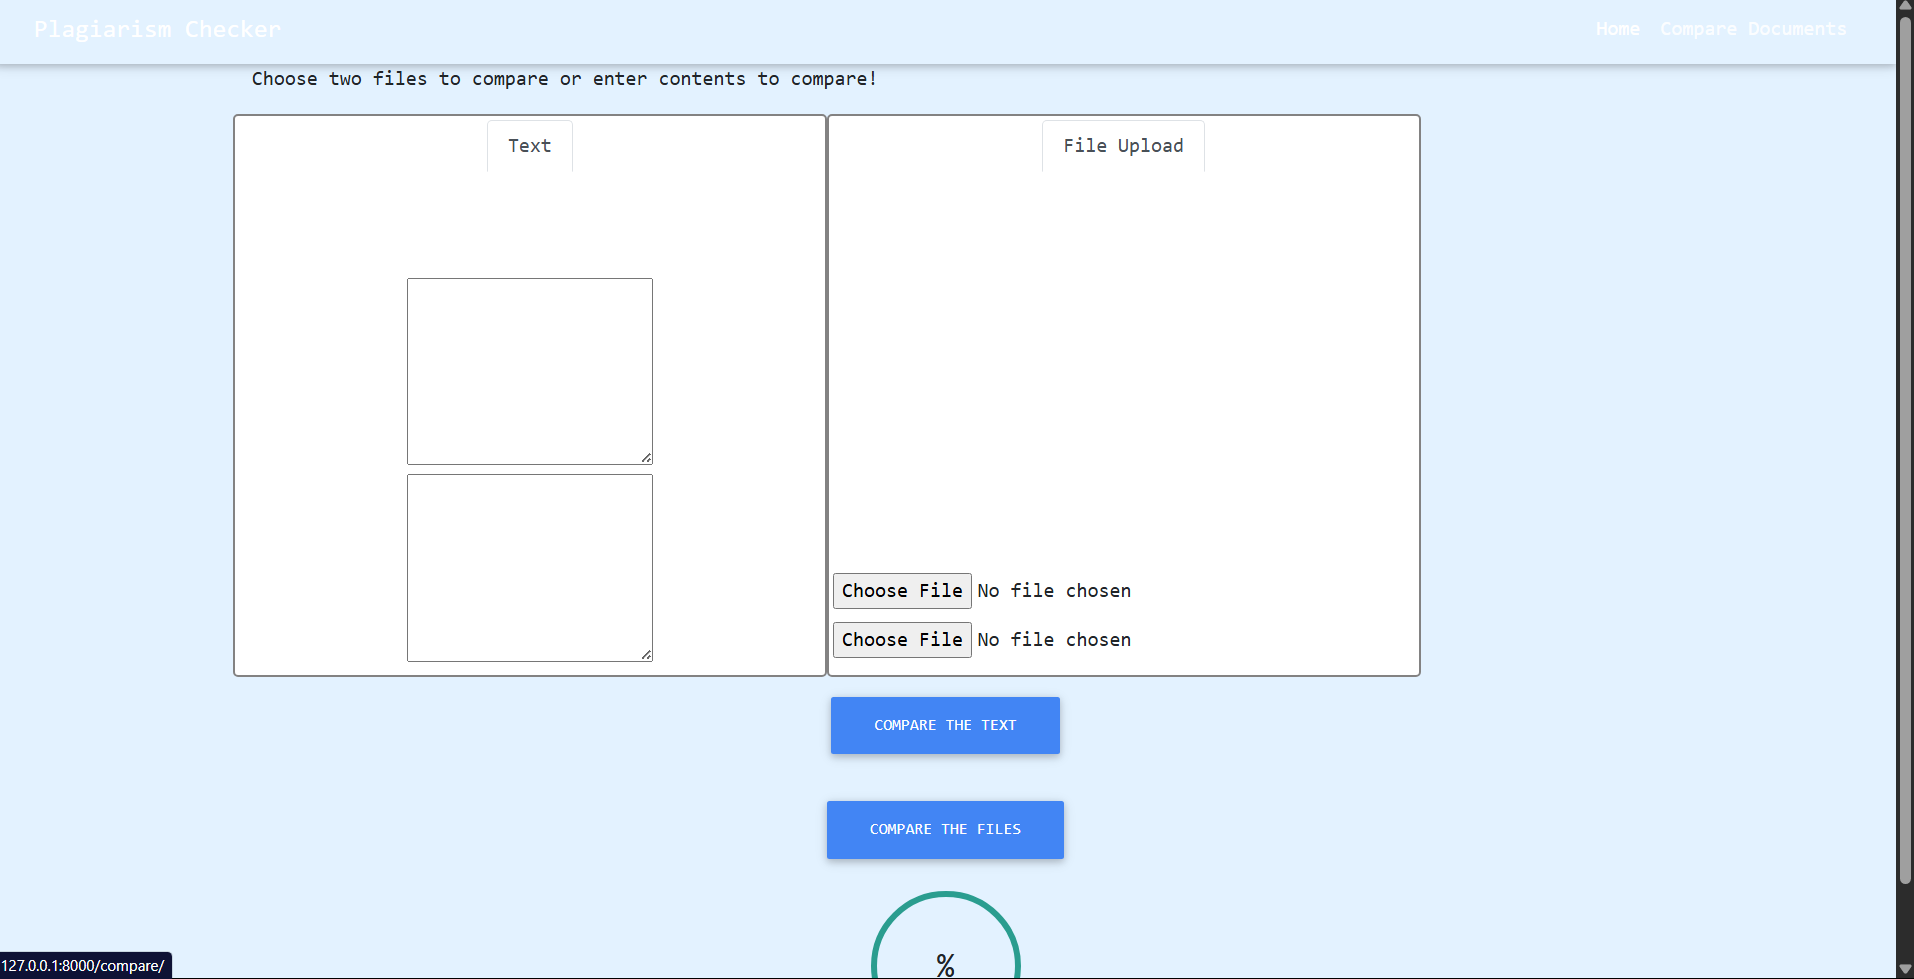 Plagiarism Checker
Home Compare Documents
Choose two files to compare or enter contents to compare!
Text
File Upload
Choose File No file chosen
Choose File No file chosen
COMPARE THE TEXT
COMPARE THE FILES
%
127.0.0.1:8000/compare/